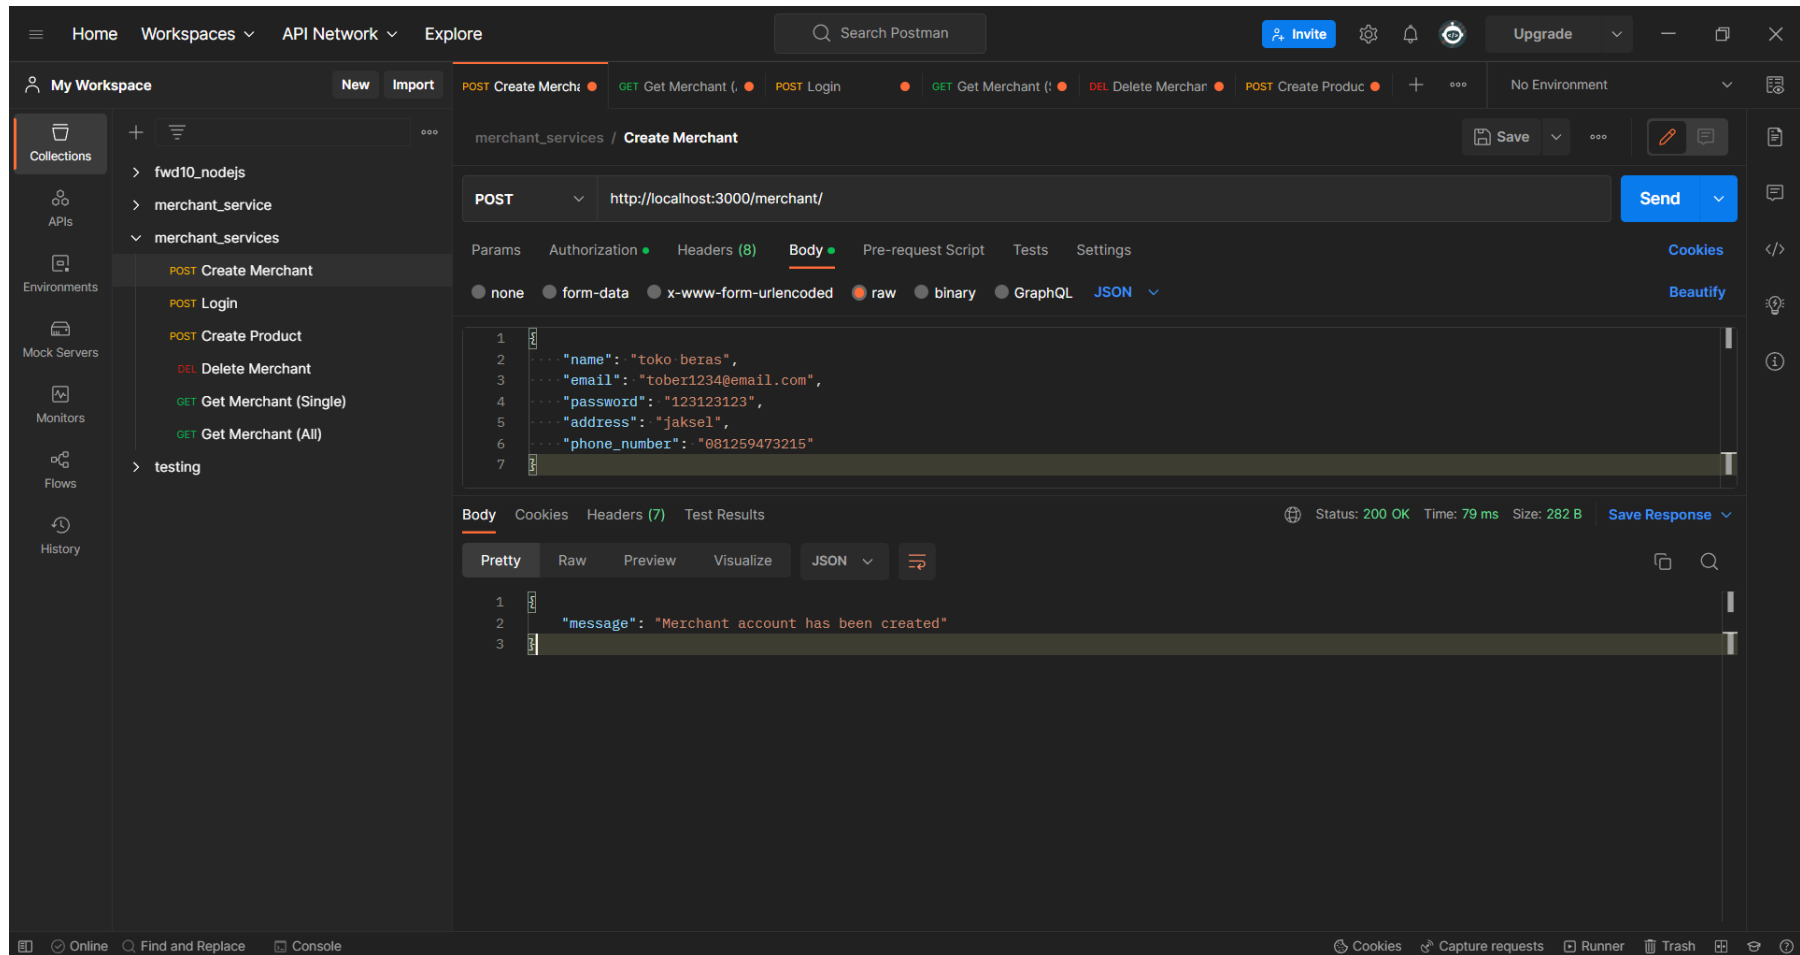 Home Workspaces API Network Explore Search Postman Invite Upgrade
My Workspace New Import
POST Create Mercha GET Get Merchant (A POST Login GET Get Merchant (S DEL Delete Merchan POST Create Produc No Environment
merchant_services / Create Merchant Save
Collections
APIs
Environments
Mock Servers
Monitors
Flows
History
fwd10_nodejs
merchant_service
merchant_services
POST Create Merchant
POST Login
POST Create Product
DEL Delete Merchant
GET Get Merchant (Single)
GET Get Merchant (All)
testing
POST http://localhost:3000/merchant/ Send
Params Authorization Headers (8) Body Pre-request Script Tests Settings Cookies
none form-data x-www-form-urlencoded raw binary GraphQL JSON Beautify
1 {
2 "name": "toko beras",
3 "email": "tober1234@email.com",
4 "password": "123123123",
5 "address": "jaksel",
6 "phone_number": "081259473215"
7 }
Body Cookies Headers (7) Test Results Status: 200 OK Time: 79 ms Size: 282 B Save Response
Pretty Raw Preview Visualize JSON
1 {
2 "message": "Merchant account has been created"
3 }
Online Find and Replace Console Cookies Capture requests Runner Trash